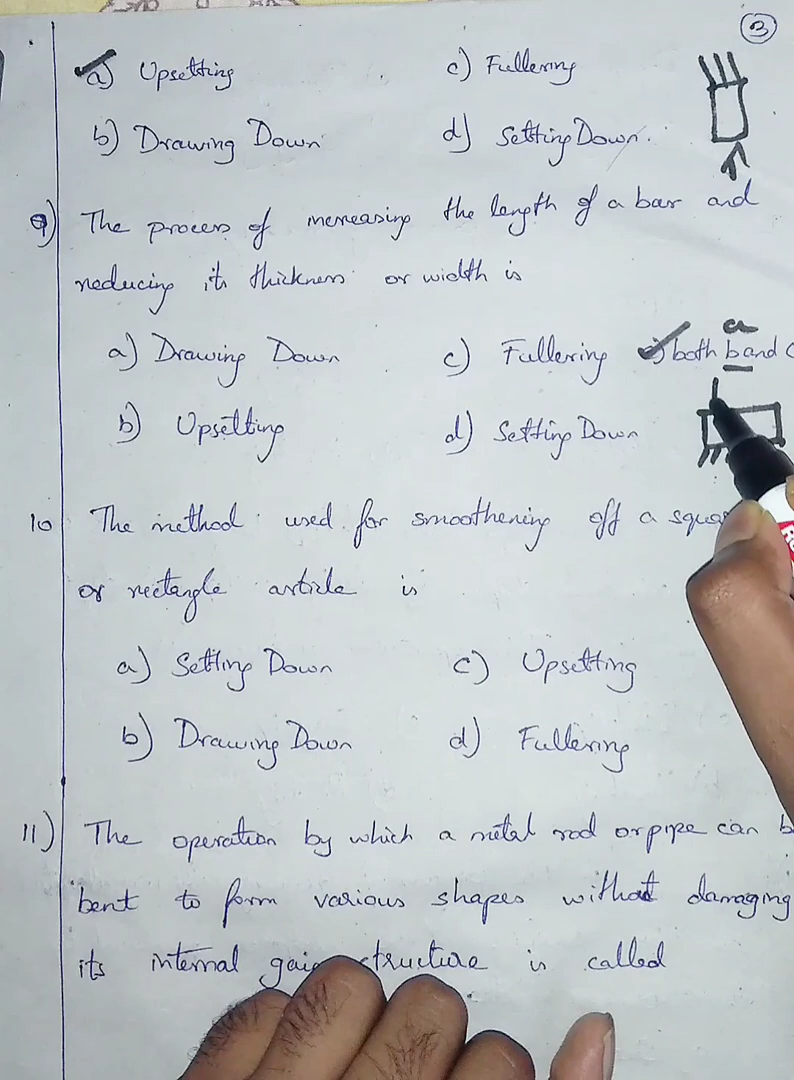 3
a) Upsetting c) Fullering
b) Drawing Down d) Setting Down.
9) The process of increasing the length of a bar and
reducing its thickness or width is
a
a) Drawing Down c) Fullering e) both b and c
b) Upsetting d) Setting Down
10 The method used for smoothening off a
or rectangle article is
a) Setting Down c) Upsetting
b) Drawing Down d) Fullering
11) The operation by which a metal rod or pipe can
bent to form various shapes without damaging
its internal structure is called